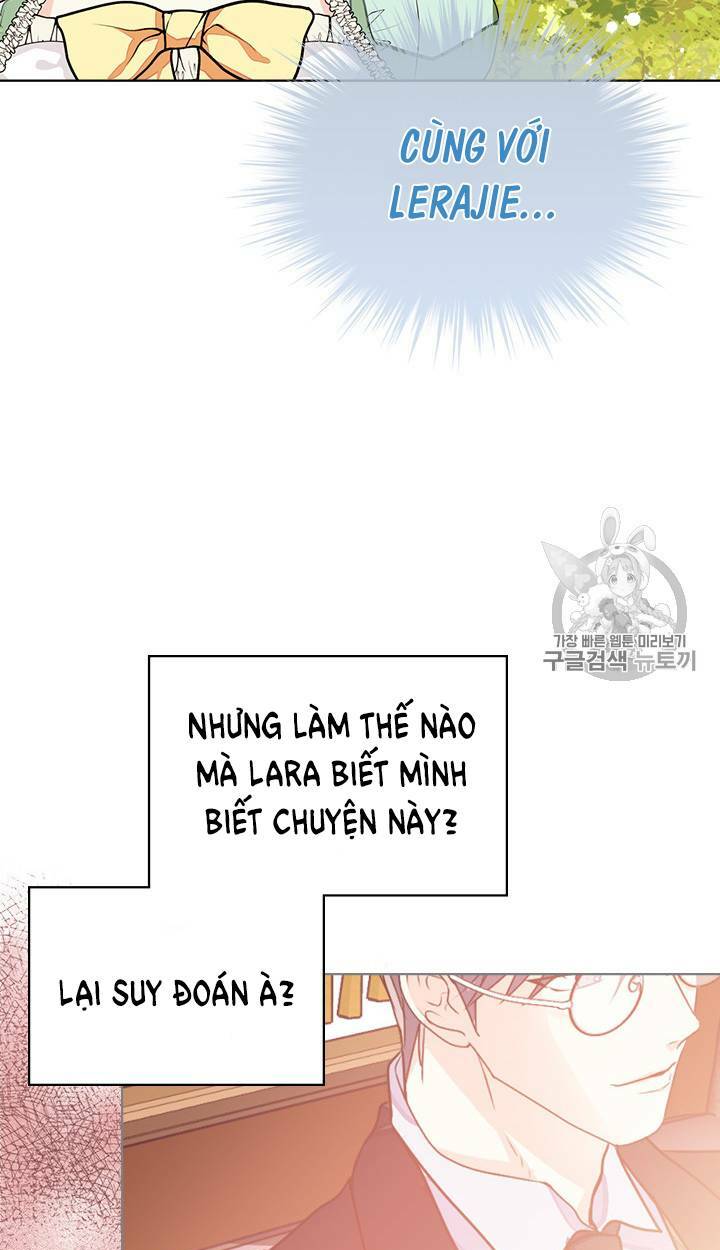 CÙNG VỚI
LERAJIE...
가장 빠른 웹툰 미리보기
구글검색 뉴토끼
NHƯNG LÀM THẾ NÀO
MÀ LARA BIẾT MÌNH
BIẾT CHUYỆN NÀY?
LẠI SUY ĐOÁN À?